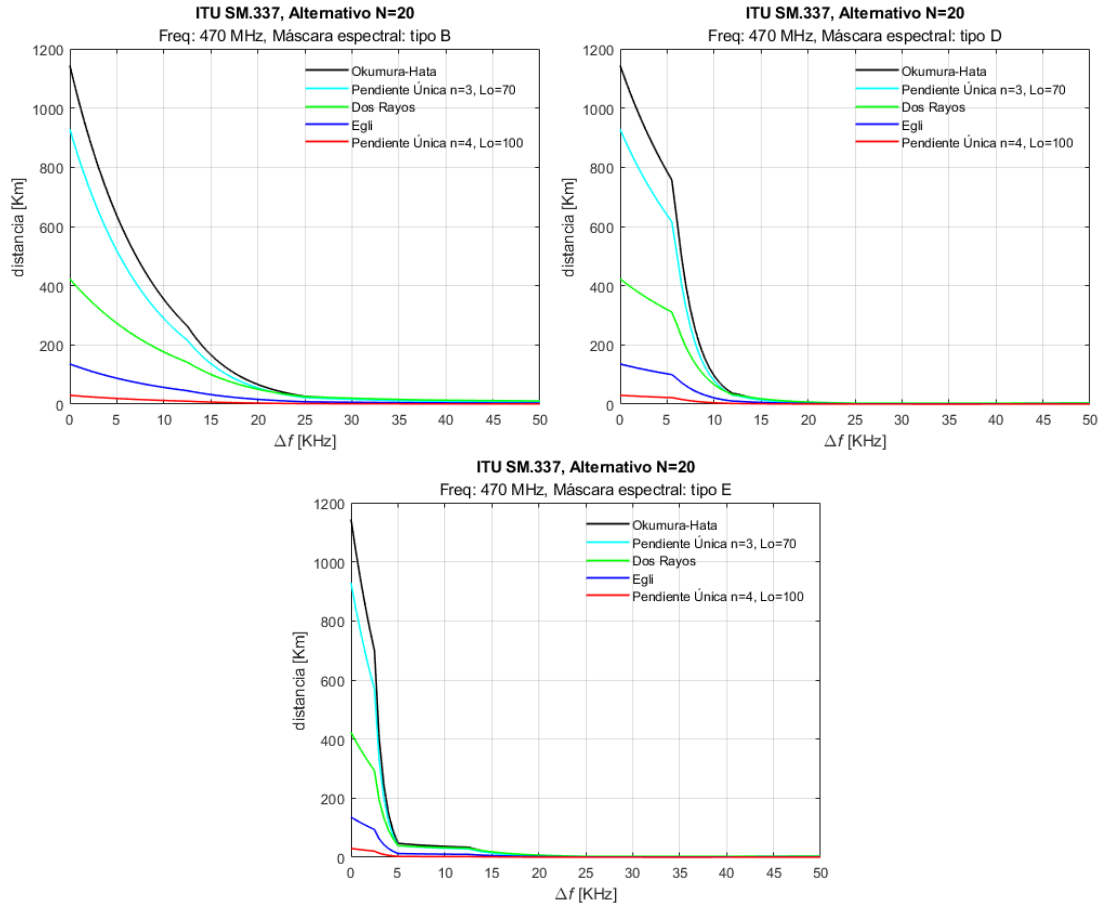 ITU SM.337, Alternativo N=20
Freq: 470 MHz, Máscara espectral: tipo B
1200
1000
800
600
400
200
0
distancia [Km]
Okumura-Hata
Pendiente Única n=3, Lo=70
Dos Rayos
Egli
Pendiente Única n=4, Lo=100
0 5 10 15 20 25 30 35 40 45 50
Δf [KHz]
ITU SM.337, Alternativo N=20
Freq: 470 MHz, Máscara espectral: tipo D
1200
1000
800
600
400
200
0
distancia [Km]
Okumura-Hata
Pendiente Única n=3, Lo=70
Dos Rayos
Egli
Pendiente Única n=4, Lo=100
0 5 10 15 20 25 30 35 40 45 50
Δf [KHz]
ITU SM.337, Alternativo N=20
Freq: 470 MHz, Máscara espectral: tipo E
1200
1000
800
600
400
200
0
distancia [Km]
Okumura-Hata
Pendiente Única n=3, Lo=70
Dos Rayos
Egli
Pendiente Única n=4, Lo=100
0 5 10 15 20 25 30 35 40 45 50
Δf [KHz]